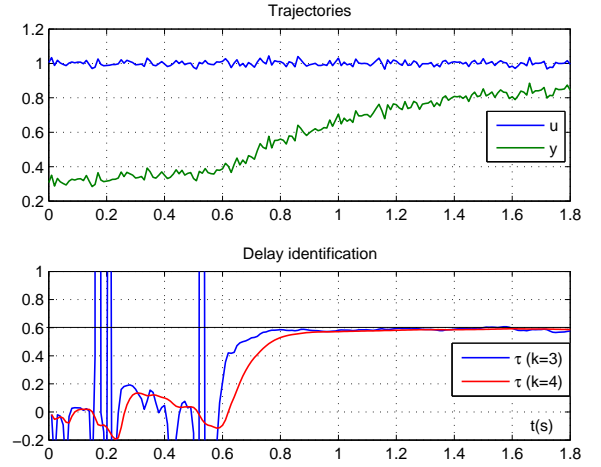 Trajectories
1.2
1
0.8
0.6
0.4
0.2
u
y
0 0.2 0.4 0.6 0.8 1 1.2 1.4 1.6 1.8
Delay identification
1
0.8
0.6
0.4
0.2
0
−0.2
τ (k=3)
τ (k=4)
t(s)
0 0.2 0.4 0.6 0.8 1 1.2 1.4 1.6 1.8